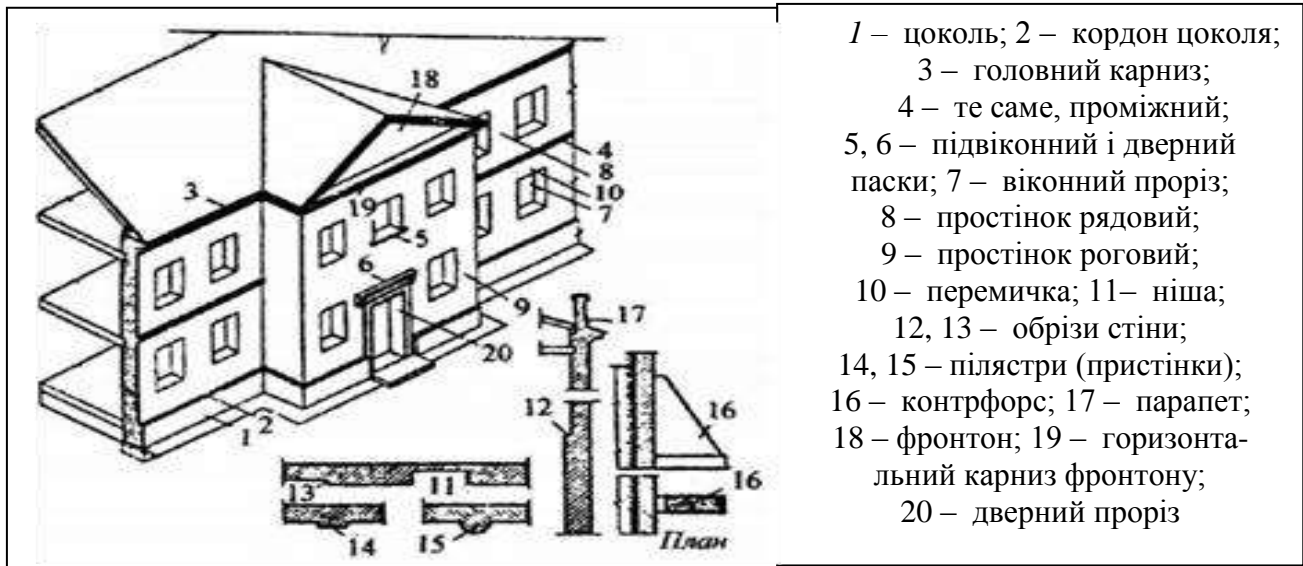 18
4
8
10
7
3
19
5
6
9
17
20
12
16
1
2
13
11
16
14
15
План
1 – цоколь; 2 – кордон цоколя;
3 – головний карниз;
4 – те саме, проміжний;
5, 6 – підвіконний і дверний
паски; 7 – віконний проріз;
8 – простінок рядовий;
9 – простінок роговий;
10 – перемичка; 11– ніша;
12, 13 – обрізи стіни;
14, 15 – пілястри (пристінки);
16 – контрфорс; 17 – парапет;
18 – фронтон; 19 – горизонта-
льний карниз фронтону;
20 – дверний проріз